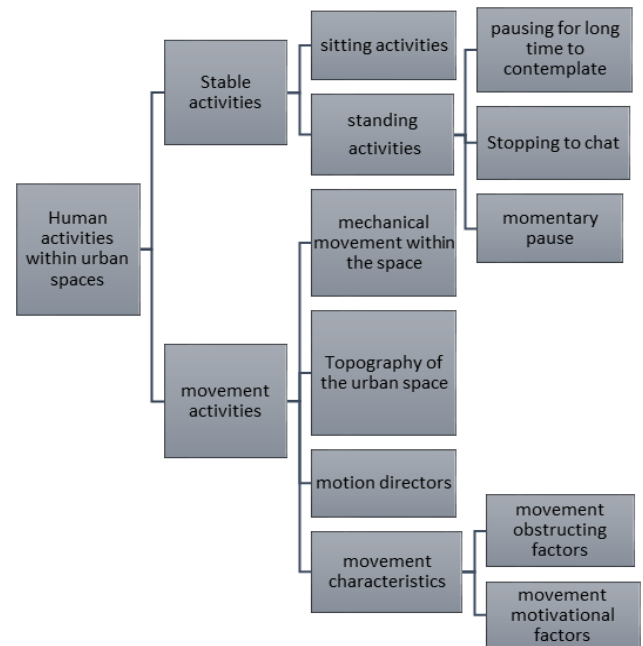 Human
activities
within urban
spaces
Stable
activities
sitting activities
standing
activities
pausing for long
time to
contemplate
Stopping to chat
momentary
pause
movement
activities
mechanical
movement within
the space
Topography of
the urban space
motion directors
movement
characteristics
movement
obstructing
factors
movement
motivational
factors